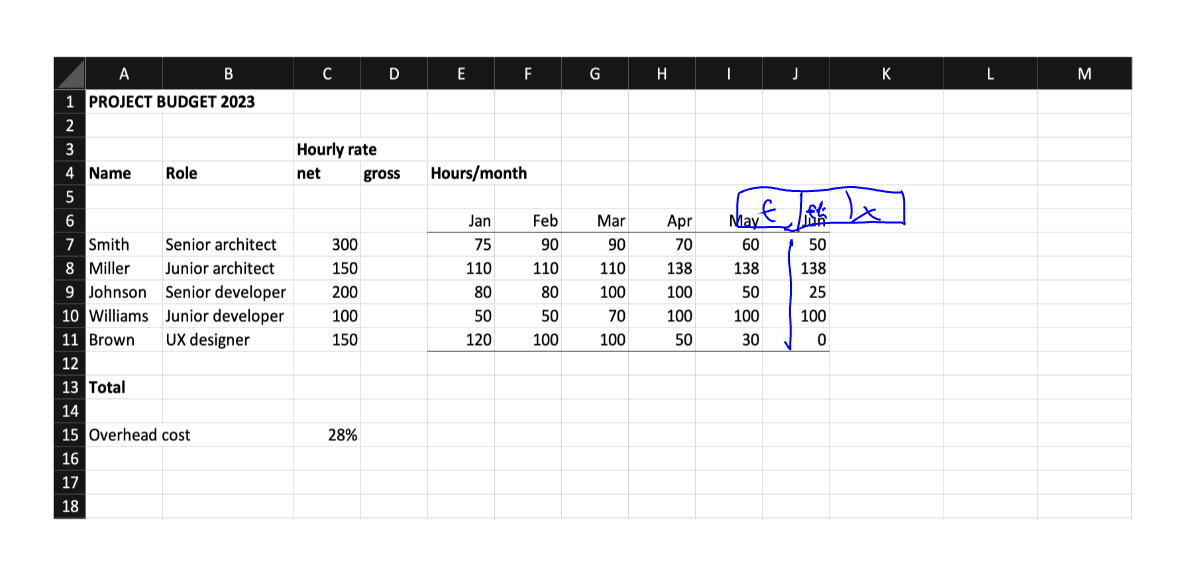 A B C D E F G H I J K L M
1 PROJECT BUDGET 2023
2
3 Hourly rate
4 Name Role net gross Hours/month
5
6 Jan Feb Mar Apr May Jun
7 Smith Senior architect 300 75 90 90 70 60 50
8 Miller Junior architect 150 110 110 110 138 138 138
9 Johnson Senior developer 200 80 80 100 100 50 25
10 Williams Junior developer 100 50 50 70 100 100 100
11 Brown UX designer 150 120 100 100 50 30 0
12
13 Total
14
15 Overhead cost 28%
16
17
18